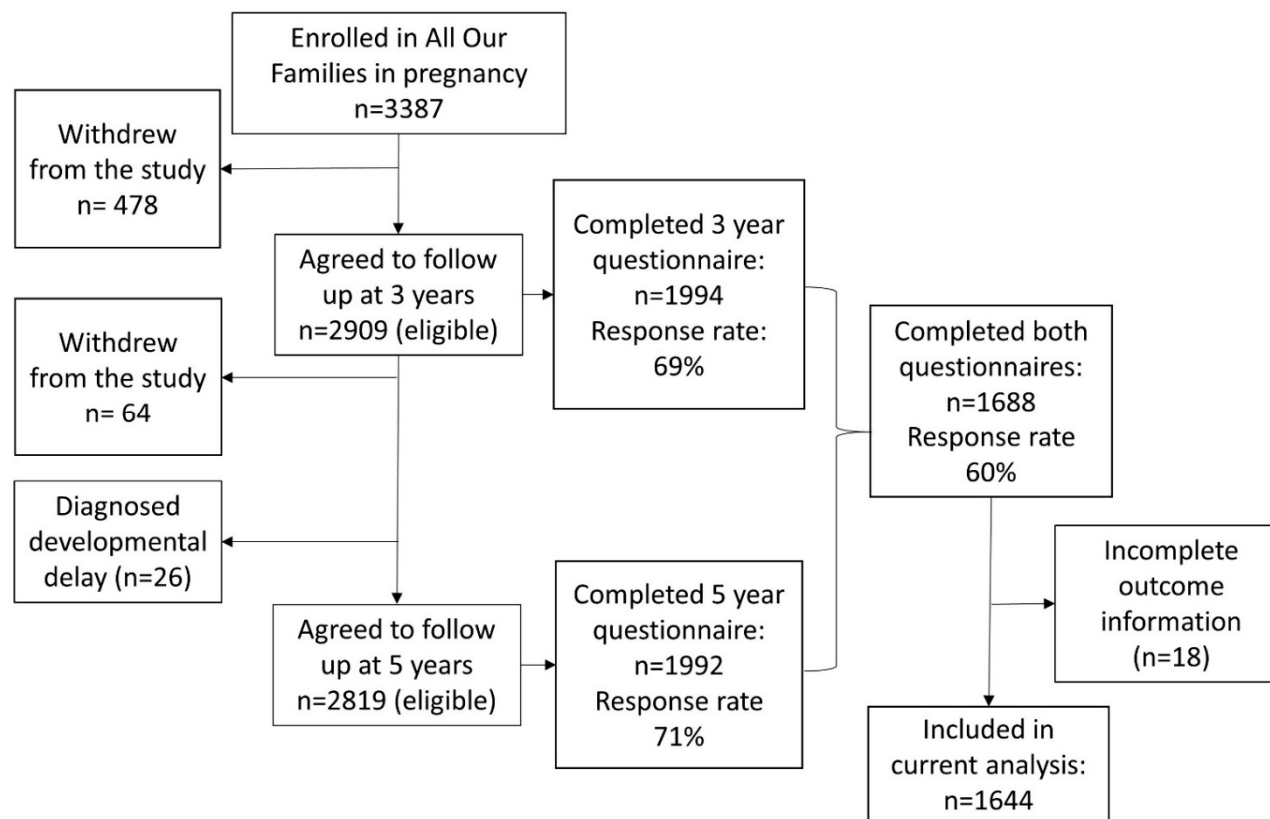 Enrolled in All Our
Families in pregnancy
n=3387
Withdrew
from the study
n= 478
Agreed to follow
up at 3 years
n=2909 (eligible)
Completed 3 year
questionnaire:
n=1994
Response rate:
69%
Withdrew
from the study
n= 64
Completed both
questionnaires:
n=1688
Response rate
60%
Diagnosed
developmental
delay (n=26)
Agreed to follow
up at 5 years
n=2819 (eligible)
Completed 5 year
questionnaire:
n=1992
Response rate
71%
Incomplete
outcome
information
(n=18)
Included in
current analysis:
n=1644